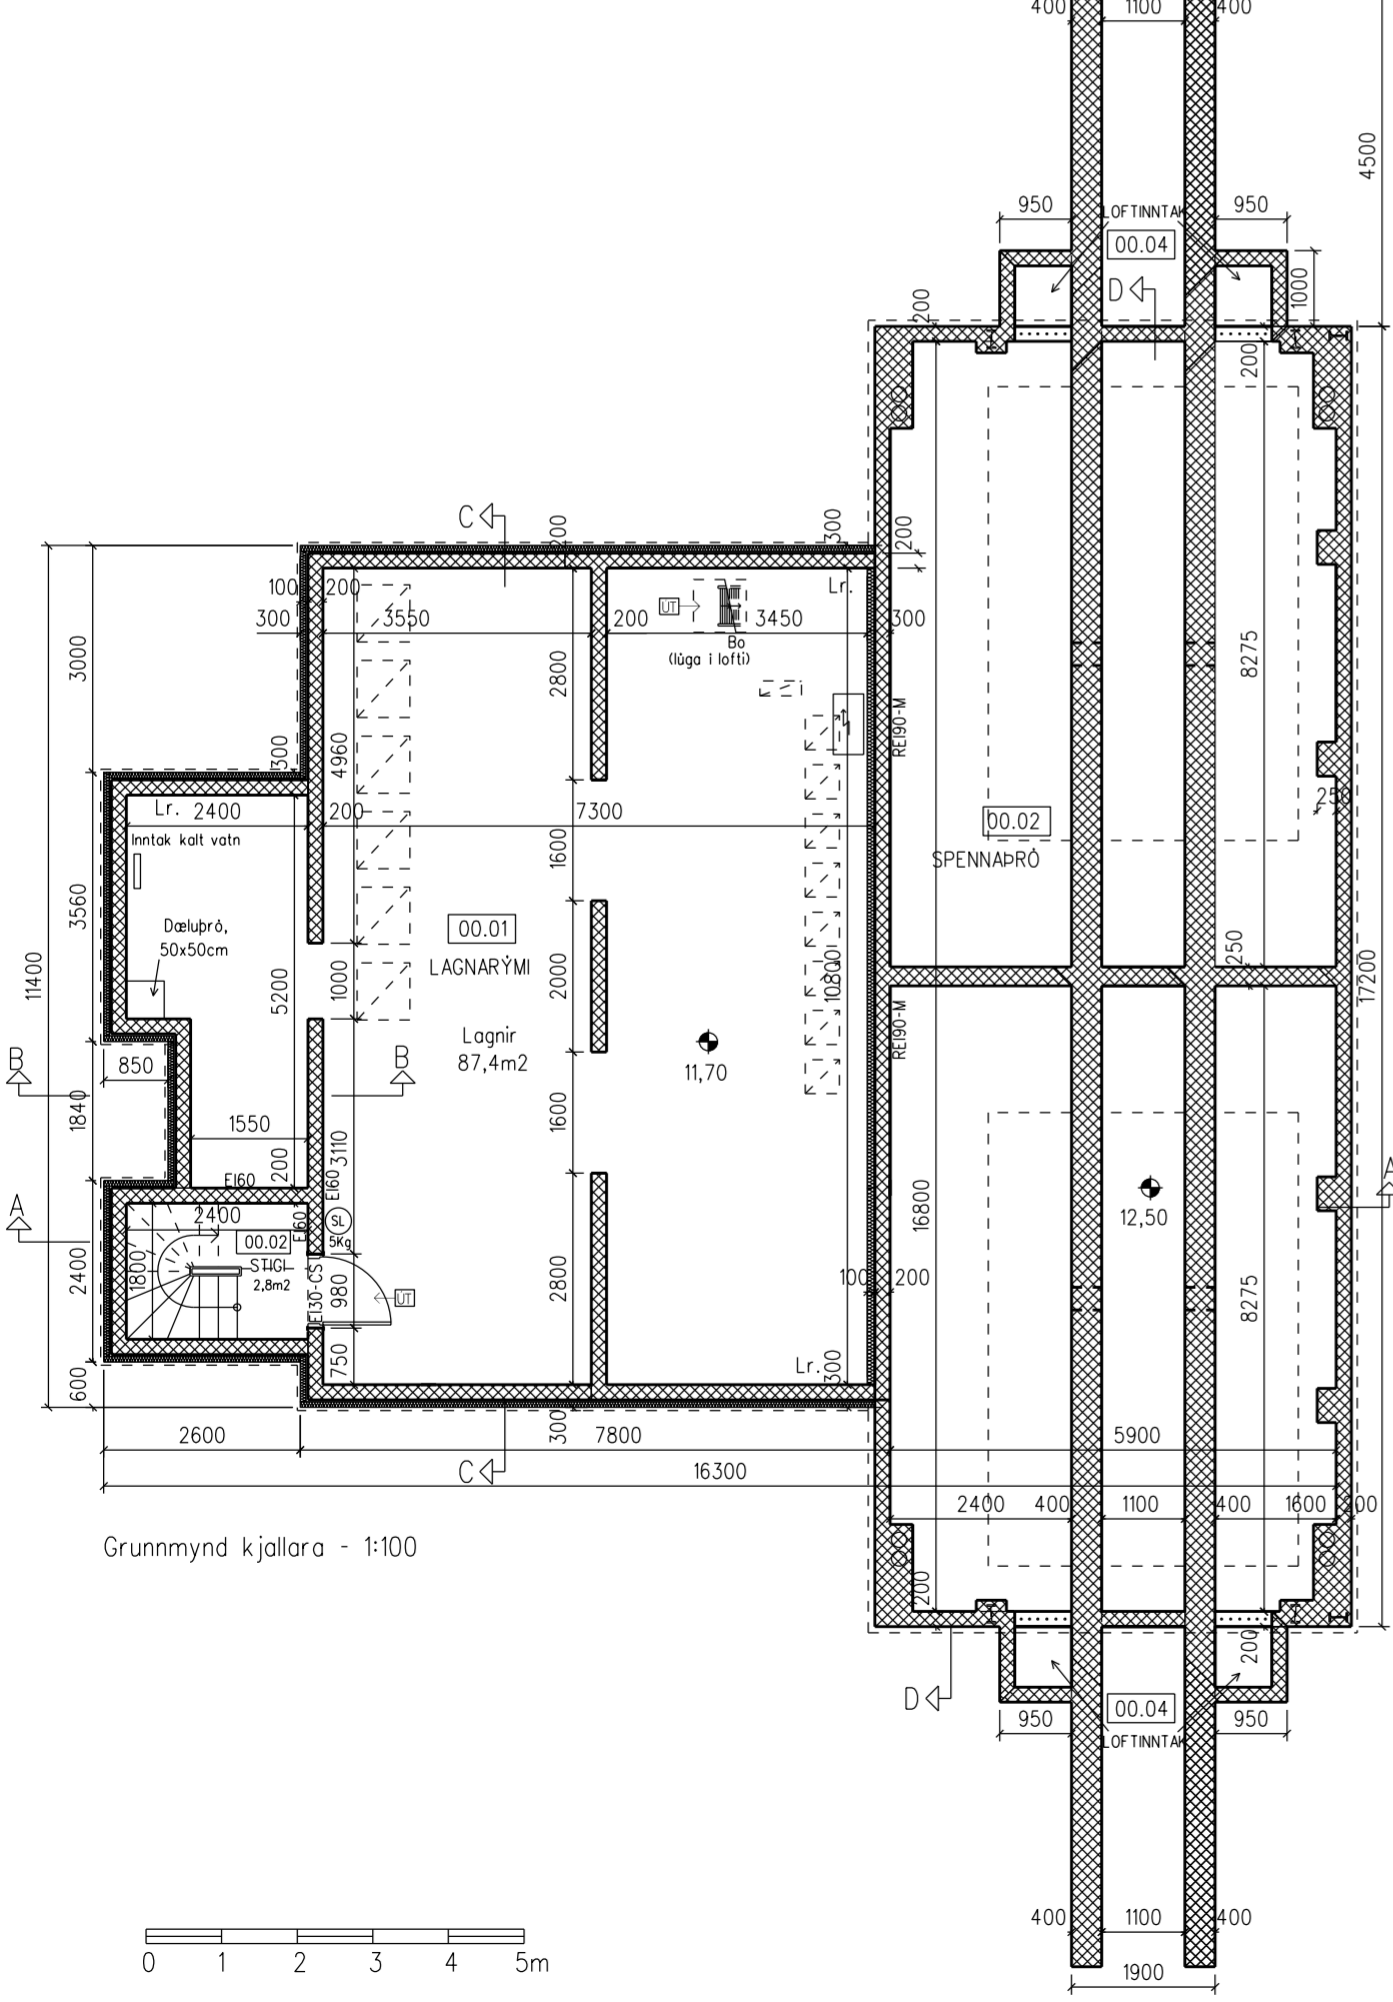 400 1100 400
4500
950 LOFTINNTAK 950
00.04
D
1000
200
200
C
200
300
200
100 200
Lr.
300 3550 200 3450 300
ÚT
Bo
(lúga i lofti)
3000
2800
8275
REI90-M
300
4960
Lr. 2400 200 7300
250
Inntak kalt vatn
00.02
SPENNAÞRÓ
1600
3560
Dæluþró,
50x50cm
00.01
LAGNARÝMI
250
11400
5200
1000
2000
10800
17200
Lagnir
87,4m2
REI90-M
11,70
B
B
850
1840
1550
1600
3110
200
EI60
EI60
A
A
2400
EI60
SL
5Kg
00.02
STIGI
2,8m2
12,50
16800
2400
1800
EI30-CS
980
ÚT
2800
100 200
8275
750
Lr.
300
600
2600
300
7800
5900
C
16300
2400 400 1100 400 1600 200
Grunnmynd kjallara - 1:100
200
200
D
00.04
950 LOFTINNTAK 950
400 1100 400
0 1 2 3 4 5m
1900